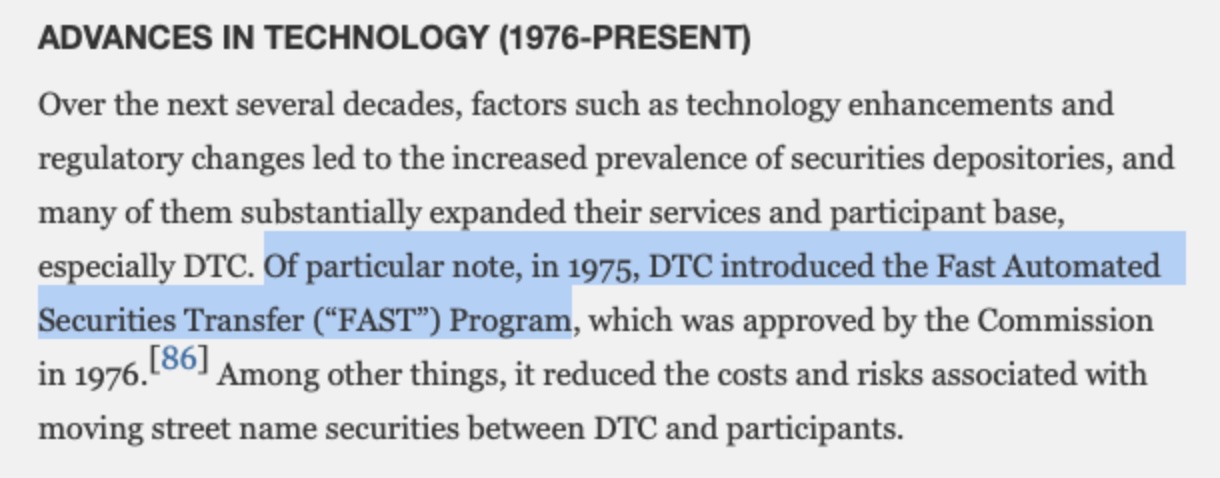 ADVANCES IN TECHNOLOGY (1976-PRESENT)
Over the next several decades, factors such as technology enhancements and
regulatory changes led to the increased prevalence of securities depositories, and
many of them substantially expanded their services and participant base,
especially DTC. Of particular note, in 1975, DTC introduced the Fast Automated
Securities Transfer (“FAST”) Program, which was approved by the Commission
in 1976.[86] Among other things, it reduced the costs and risks associated with
moving street name securities between DTC and participants.